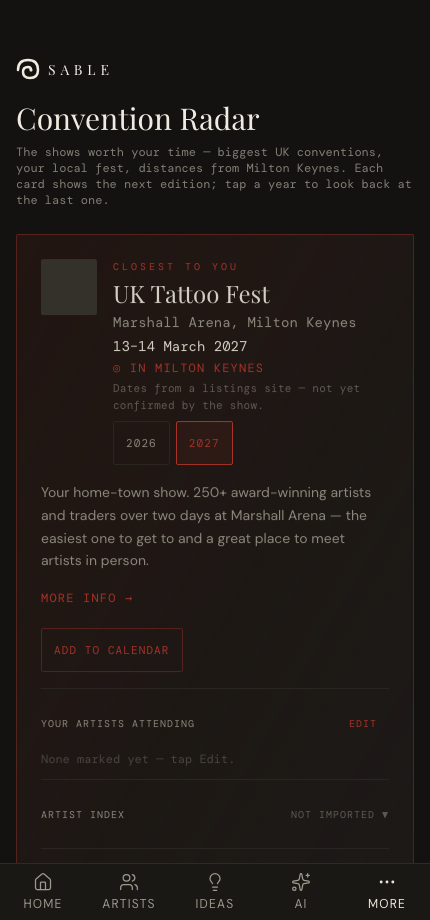 SABLE
Convention Radar
The shows worth your time — biggest UK conventions,
your local fest, distances from Milton Keynes. Each
card shows the next edition; tap a year to look back at
the last one.
CLOSEST TO YOU
UK Tattoo Fest
Marshall Arena, Milton Keynes
13–14 March 2027
◎ IN MILTON KEYNES
Dates from a listings site — not yet
confirmed by the show.
2026 2027
Your home-town show. 250+ award-winning artists
and traders over two days at Marshall Arena — the
easiest one to get to and a great place to meet
artists in person.
MORE INFO →
ADD TO CALENDAR
YOUR ARTISTS ATTENDING EDIT
None marked yet — tap Edit.
ARTIST INDEX NOT IMPORTED ▼
HOME ARTISTS IDEAS AI MORE